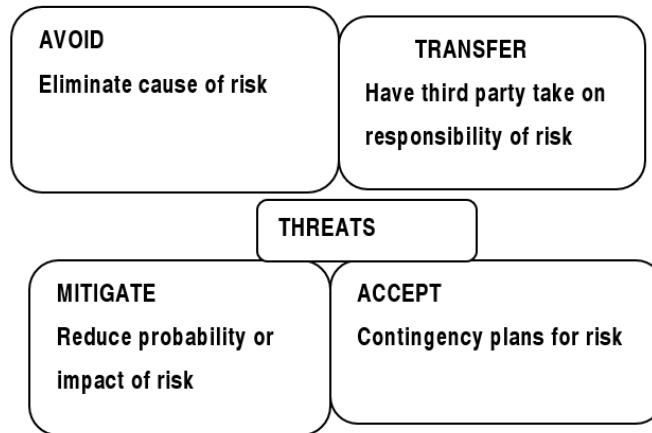 AVOID
Eliminate cause of risk
TRANSFER
Have third party take on
responsibility of risk
THREATS
MITIGATE
Reduce probability or
impact of risk
ACCEPT
Contingency plans for risk